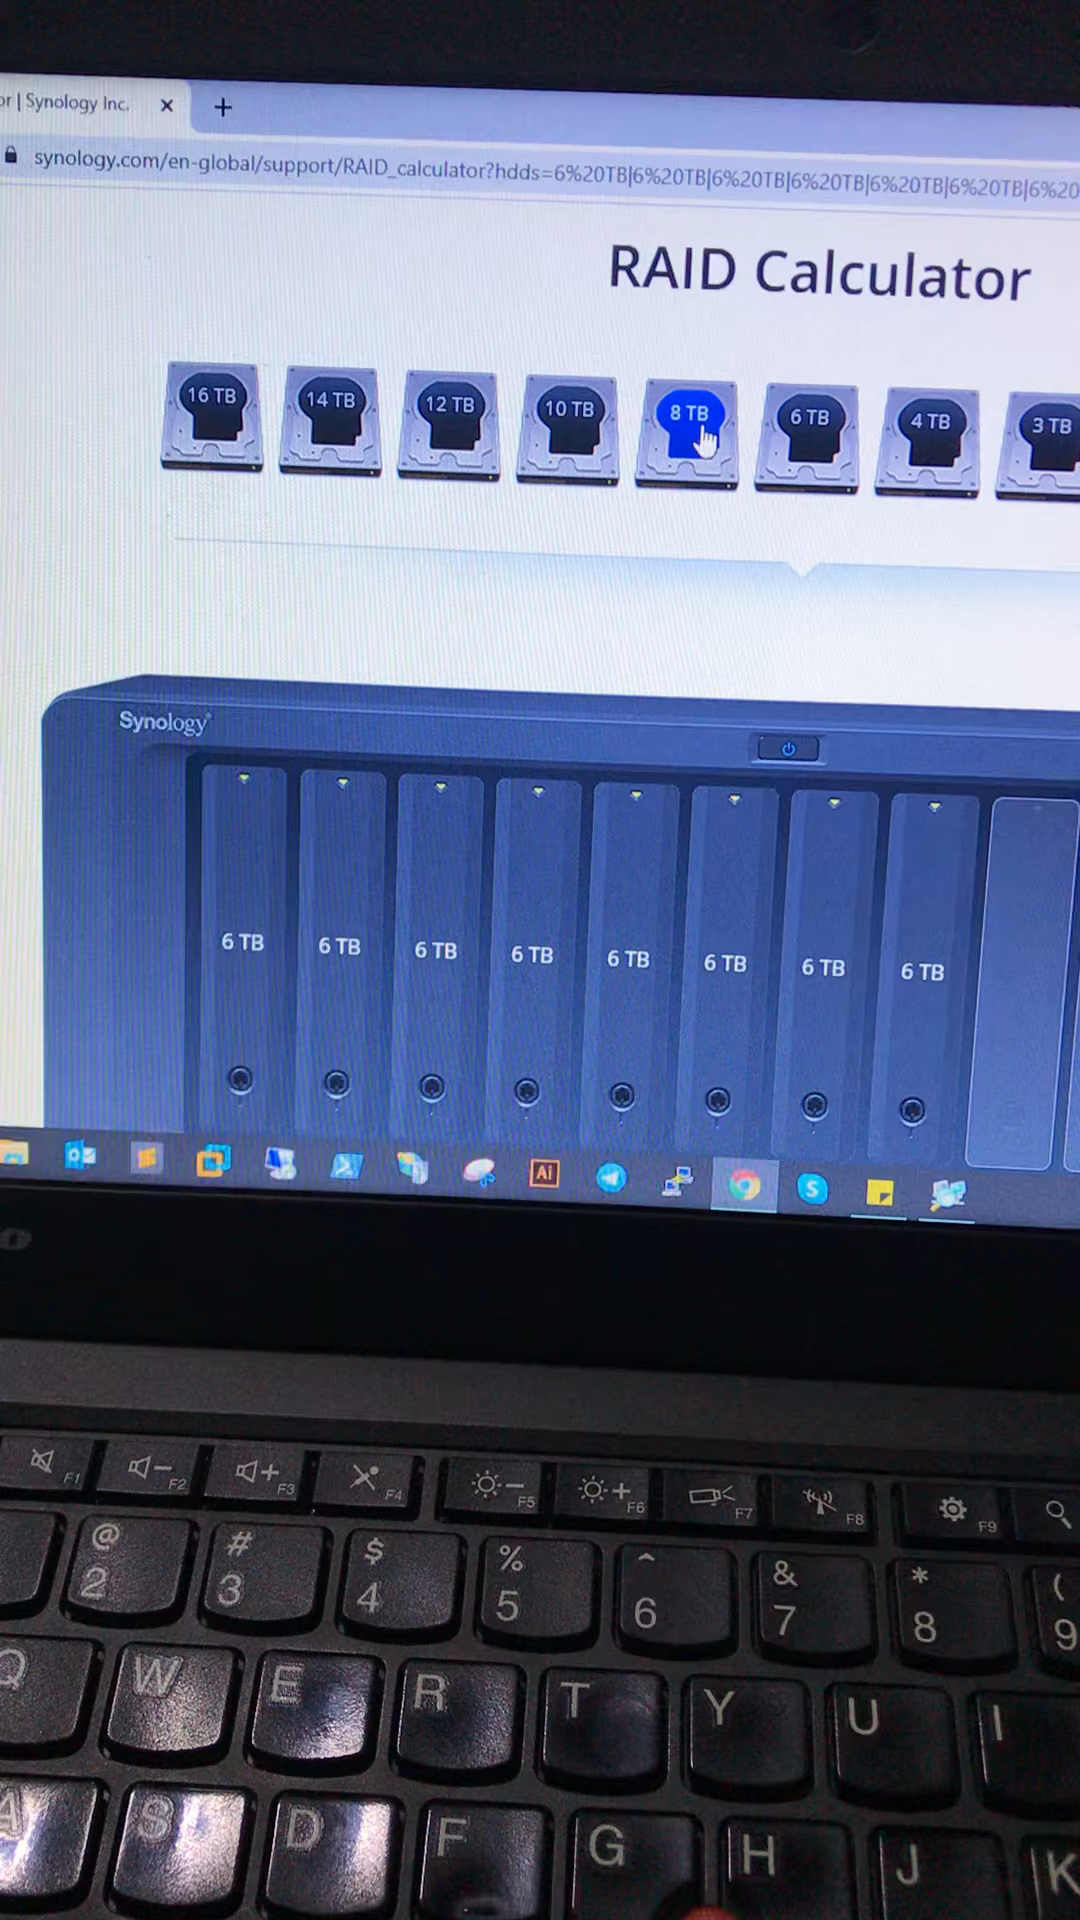 or | Synology Inc.
synology.com/en-global/support/RAID_calculator?hdds=6%20TB|6%20TB|6%20TB|6%20TB|6%20TB|6%20TB|6%20
RAID Calculator
16 TB 14 TB 12 TB 10 TB 8 TB 6 TB 4 TB 3 TB
Synology
6 TB 6 TB 6 TB 6 TB 6 TB 6 TB 6 TB 6 TB
Ai S
F1 F2 F3 F4 F5 F6 F7 F8 F9
@ # $ % ^ & * (
2 3 4 5 6 7 8 9
Q W E R T Y U I
A S D F G H J K